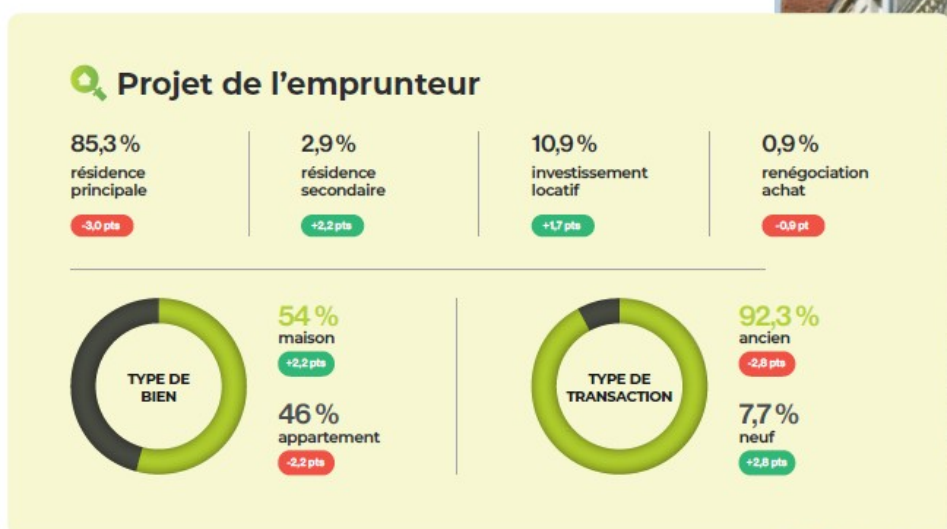 Projet de l’emprunteur
85,3 %
résidence
principale
-3,0 pts
2,9 %
résidence
secondaire
+2,2 pts
10,9 %
investissement
locatif
+1,7 pts
0,9 %
renégociation
achat
-0,9 pt
TYPE DE
BIEN
54 %
maison
+2,2 pts
46 %
appartement
-2,2 pts
TYPE DE
TRANSACTION
92,3 %
ancien
-2,8 pts
7,7 %
neuf
+2,8 pts